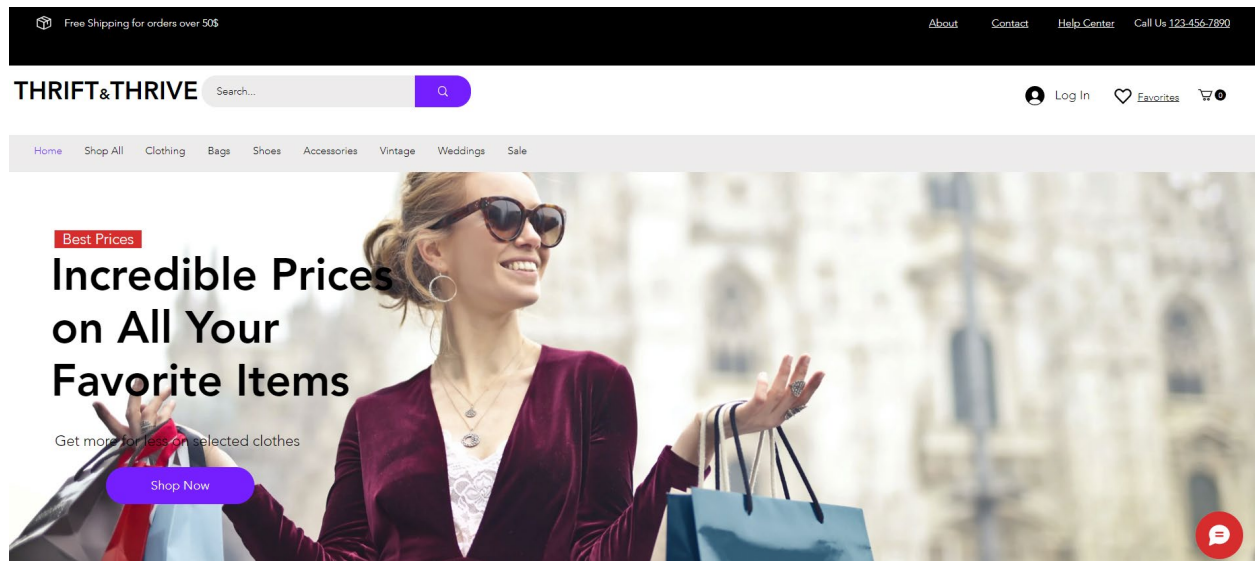 Free Shipping for orders over 50$
About Contact Help Center Call Us 123-456-7890
THRIFT&THRIVE
Search...
Log In
Favorites
0
Home Shop All Clothing Bags Shoes Accessories Vintage Weddings Sale
Best Prices
Incredible Prices
on All Your
Favorite Items
Get more for less on selected clothes
Shop Now